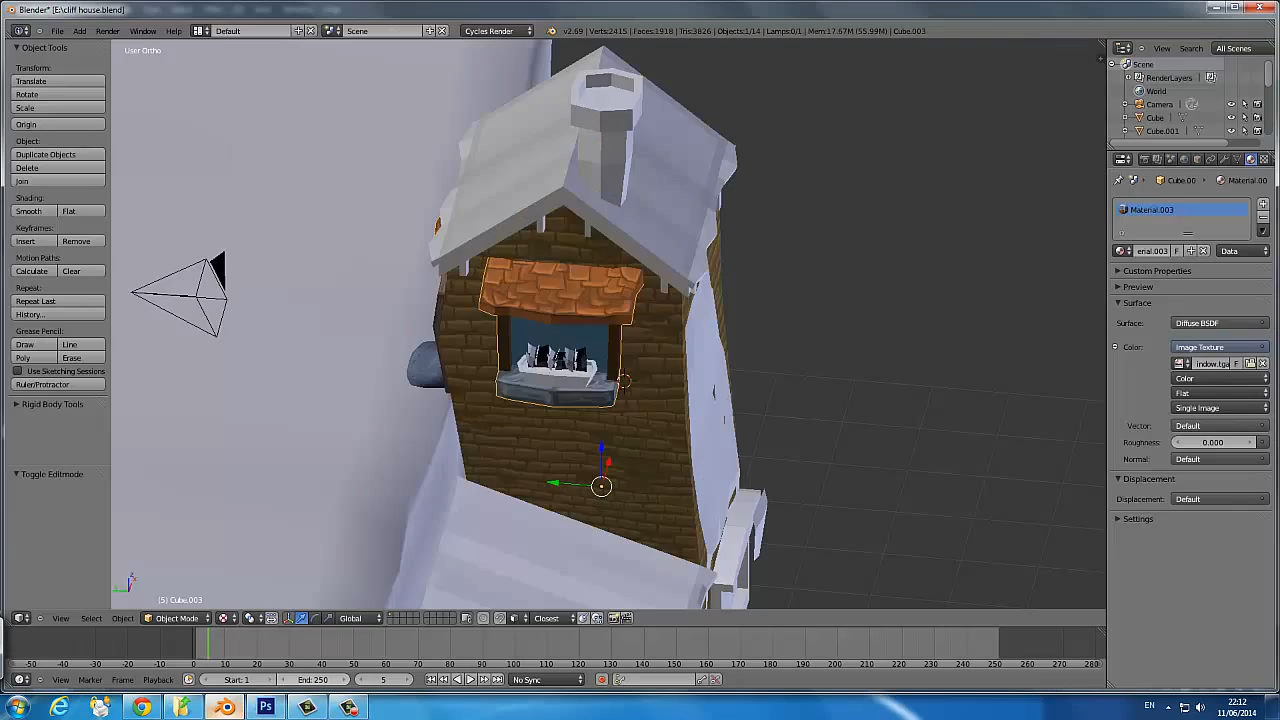 Blender* [E:\cliff house.blend]
File Add Render Window Help Default Scene Cycles Render v2.69 | Verts:2415 | Faces:1918 | Tris:3826 | Objects:1/14 | Lamps:0/1 | Mem:17.67M (55.99M) | Cube.003
Object Tools
Transform:
Translate
Rotate
Scale
Origin
Object:
Duplicate Objects
Delete
Join
Shading:
Smooth Flat
Keyframes:
Insert Remove
Motion Paths:
Calculate Clear
Repeat:
Repeat Last
History...
Grease Pencil:
Draw Line
Poly Erase
Use Sketching Sessions
Ruler/Protractor
Rigid Body Tools
Toggle Editmode
User Ortho
(5) Cube.003
View Search All Scenes
Scene
RenderLayers
World
Camera
Cube
Cube.001
Cube.00 Material.00
Material.003
erial.003 F Data
Custom Properties
Preview
Surface
Surface: Diffuse BSDF
Color: Image Texture
indow.tga F
Color
Flat
Single Image
Vector: Default
Roughness: 0.000
Normal: Default
Displacement
Displacement: Default
Settings
View Select Object Object Mode Global Closest
-50 -40 -30 -20 -10 0 10 20 30 40 50 60 70 80 90 100 110 120 130 140 150 160 170 180 190 200 210 220 230 240 250 260 270 280
View Marker Frame Playback Start: 1 End: 250 5 No Sync
Ps
EN 22:12
11/06/2014